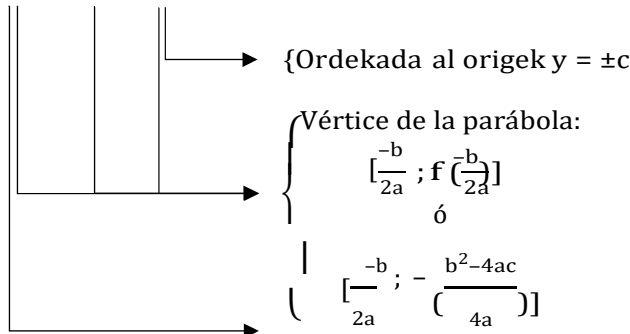 {Ordekada al origek y = ±c
Vértice de la parábola:
[–b/2a ; f (–b/2a)]
ó
[–b/2a ; – (b²–4ac/4a)]